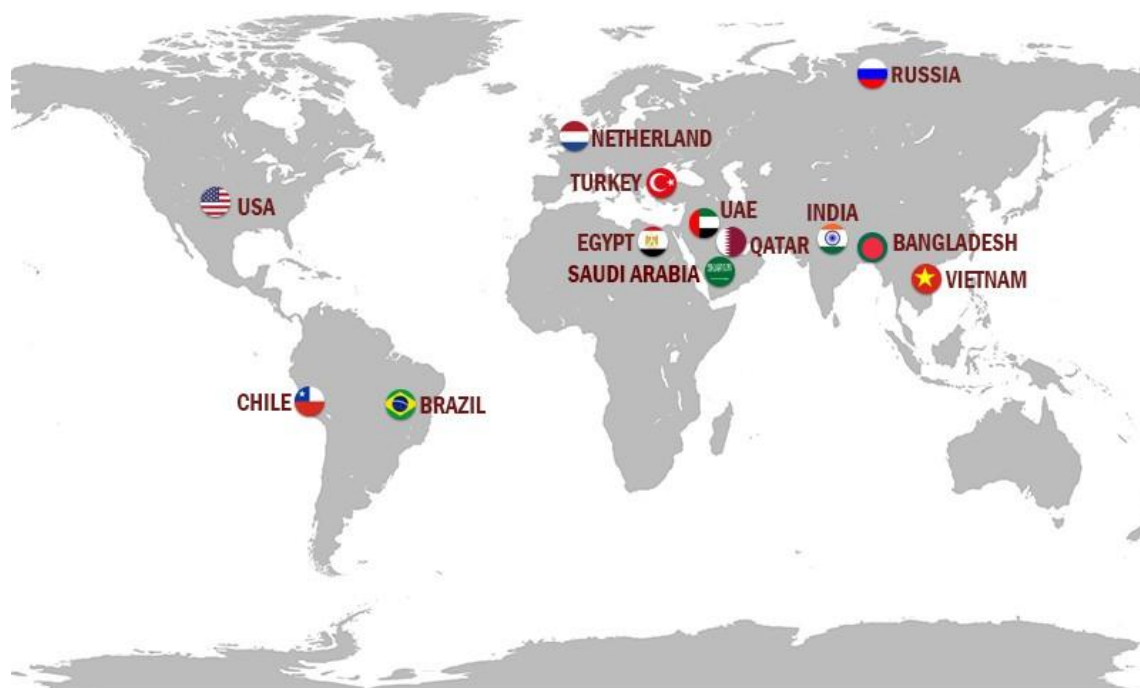 RUSSIA
NETHERLAND
TURKEY
USA
UAE
INDIA
EGYPT
QATAR
BANGLADESH
SAUDI ARABIA
VIETNAM
CHILE
BRAZIL